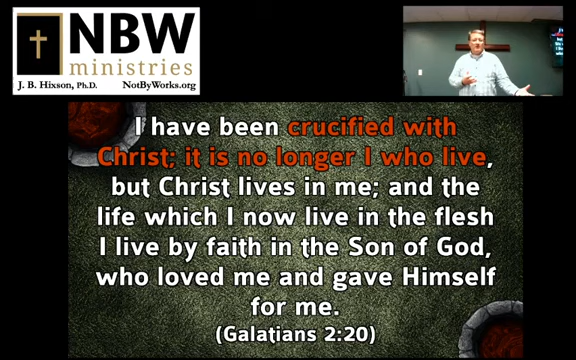 NBW
ministries
J. B. Hixson, Ph.D. NotByWorks.org
I have been crucified with
Christ; it is no longer I who live,
but Christ lives in me; and the
life which I now live in the flesh
I live by faith in the Son of God,
who loved me and gave Himself
for me.
(Galatians 2:20)